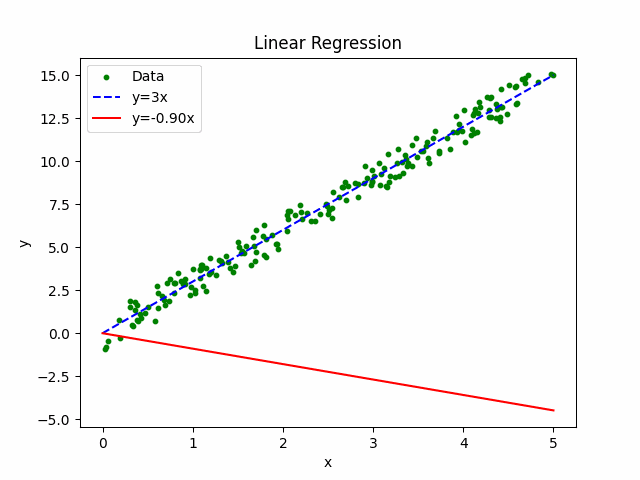 Linear Regression
Data
y=3x
y=-0.90x
15.0
12.5
10.0
7.5
5.0
2.5
0.0
−2.5
−5.0
y
0 1 2 3 4 5
x